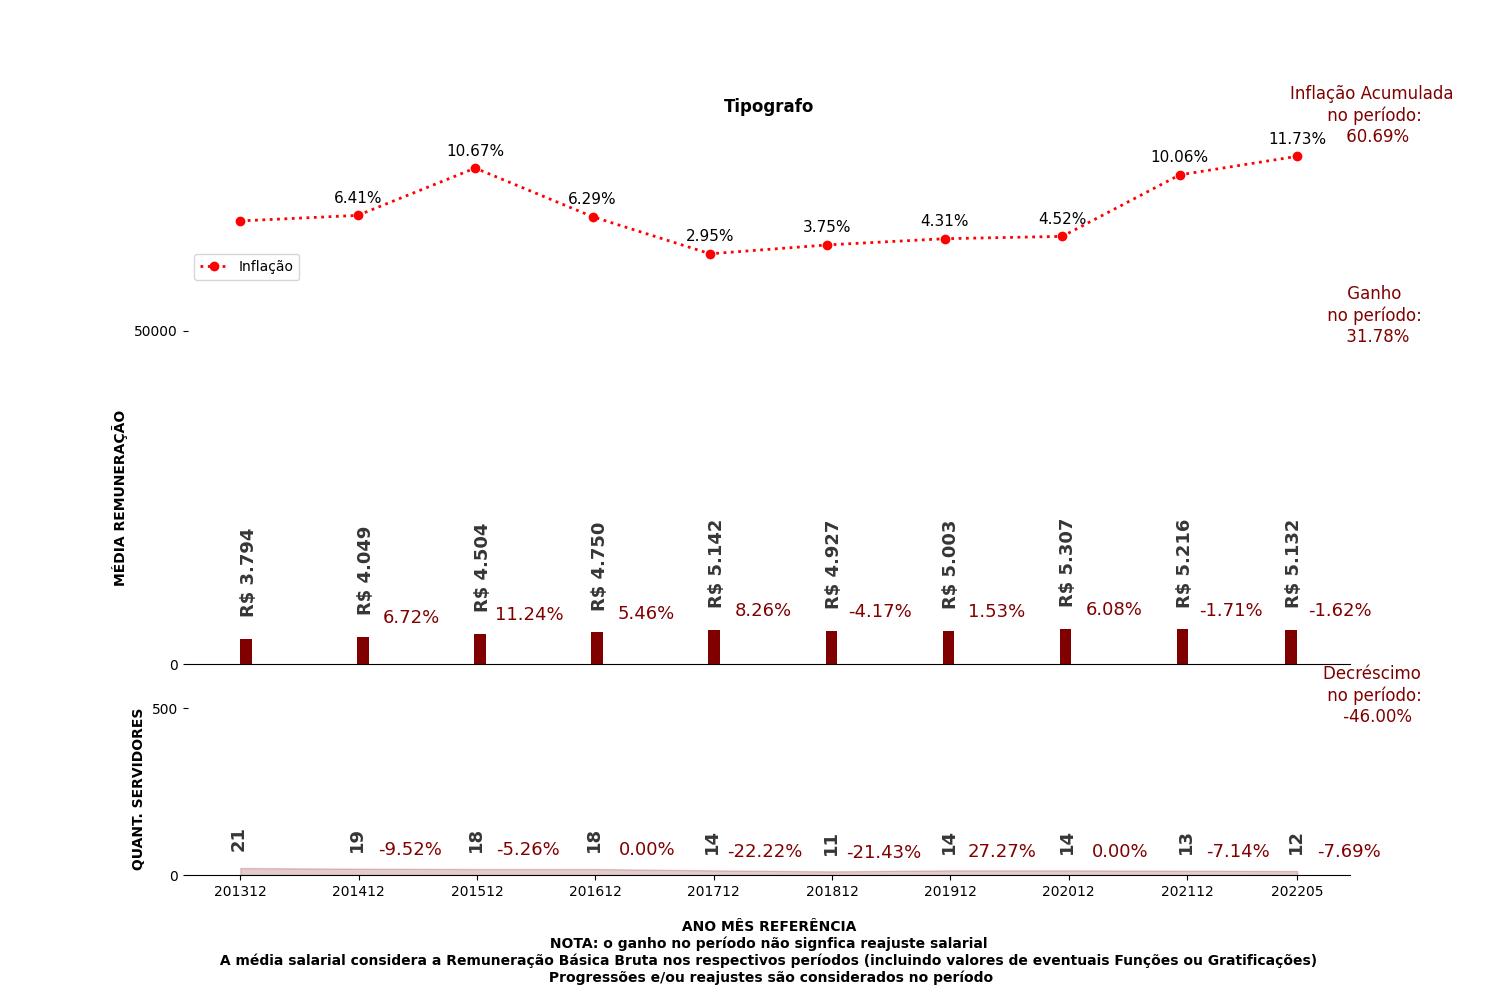 Tipografo
Inflação Acumulada
no período:
60.69%
6.41%
10.67%
6.29%
2.95%
3.75%
4.31%
4.52%
10.06%
11.73%
Inflação
Ganho
no período:
31.78%
50000
0
MÉDIA REMUNERAÇÃO
R$ 3.794
R$ 4.049
R$ 4.504
R$ 4.750
R$ 5.142
R$ 4.927
R$ 5.003
R$ 5.307
R$ 5.216
R$ 5.132
6.72%
11.24%
5.46%
8.26%
-4.17%
1.53%
6.08%
-1.71%
-1.62%
Decréscimo
no período:
-46.00%
500
0
QUANT. SERVIDORES
21
19
18
18
14
11
14
14
13
12
-9.52%
-5.26%
0.00%
-22.22%
-21.43%
27.27%
0.00%
-7.14%
-7.69%
201312
201412
201512
201612
201712
201812
201912
202012
202112
202205
ANO MÊS REFERÊNCIA
NOTA: o ganho no período não signfica reajuste salarial
A média salarial considera a Remuneração Básica Bruta nos respectivos períodos (incluindo valores de eventuais Funções ou Gratificações)
Progressões e/ou reajustes são considerados no período